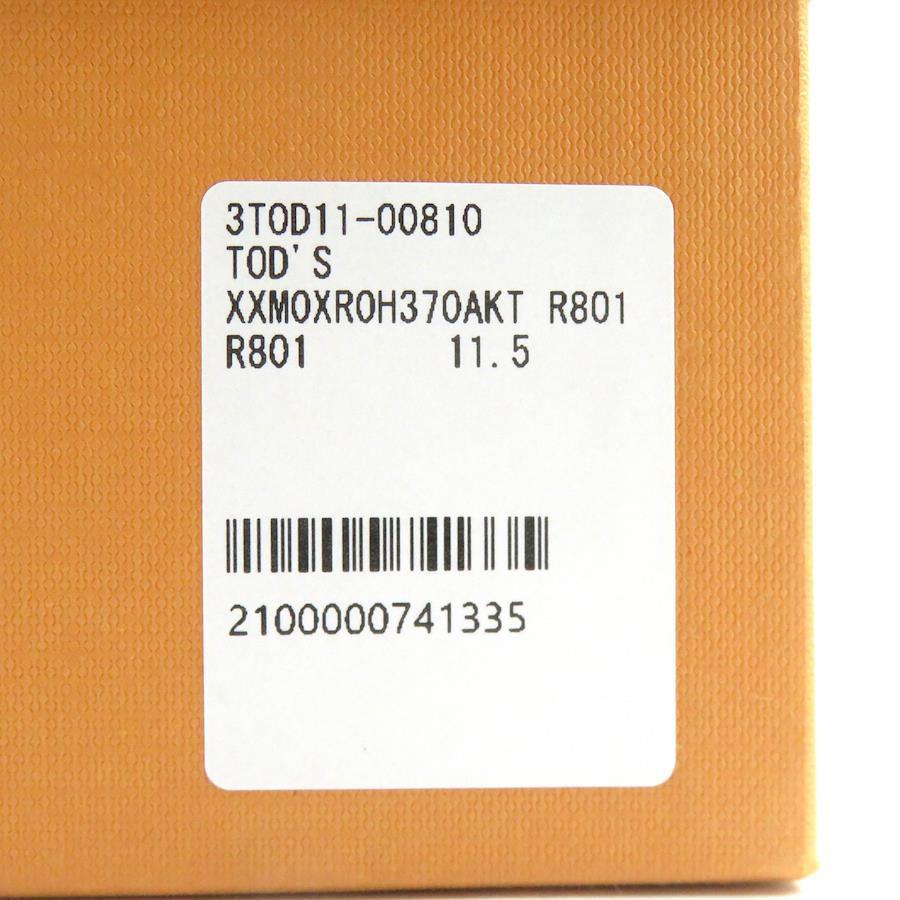 3TOD11-00810
TOD'S
XXM0XR0H370AKT R801
R801 11.5
2100000741335